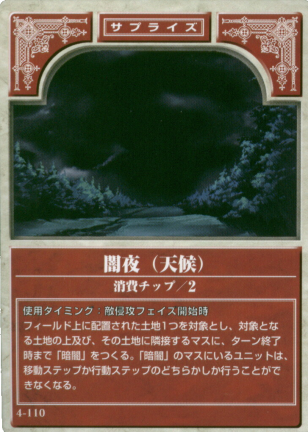 サプライズ
闇夜（天候）
消費チップ／2
使用タイミング：敵侵攻フェイス開始時
フィールド上に配置された土地1つを対象とし、対象とな
る土地の上及び、その土地に隣接するマスに、ターン終了
時まで「暗闇」をつくる。「暗闇」のマスにいるユニットは、
移動ステップか行動ステップのどちらかしか行うことがで
きなくなる。
4-110